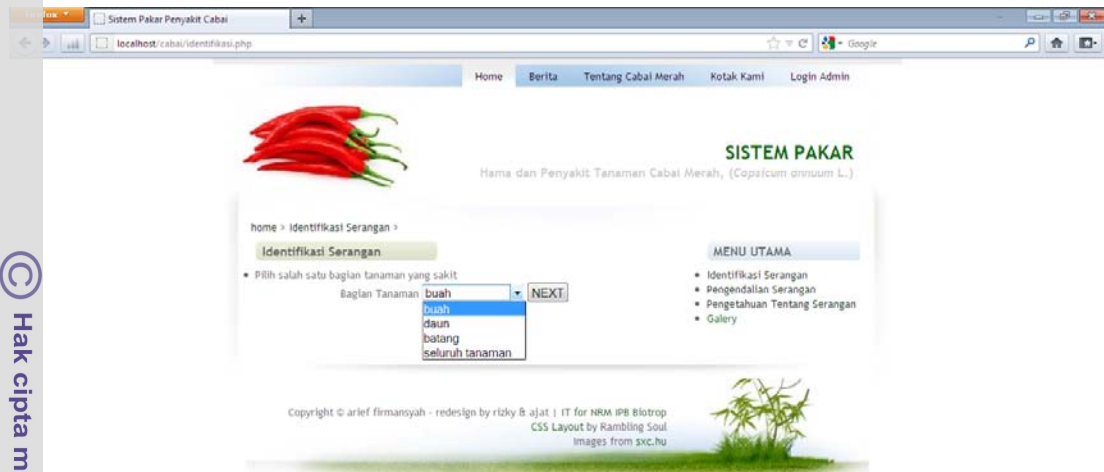 Sistem Pakar Penyakit Cabai
localhost/cabai/identifikasi.php
Google
Home Berita Tentang Cabai Merah Kotak Kami Login Admin
SISTEM PAKAR
Hama dan Penyakit Tanaman Cabai Merah, (Capsicum annuum L.)
home > Identifikasi Serangan >
Identifikasi Serangan
• Pilih salah satu bagian tanaman yang sakit
Bagian Tanaman buah NEXT
buah
daun
batang
seluruh tanaman
MENU UTAMA
• Identifikasi Serangan
• Pengendalian Serangan
• Pengetahuan Tentang Serangan
• Galery
Copyright © arief firmansyah - redesign by rizky & ajat | IT for NRM IPB Biotrop
CSS Layout by Rambling Soul
Images from sxc.hu
© Hak cipta m